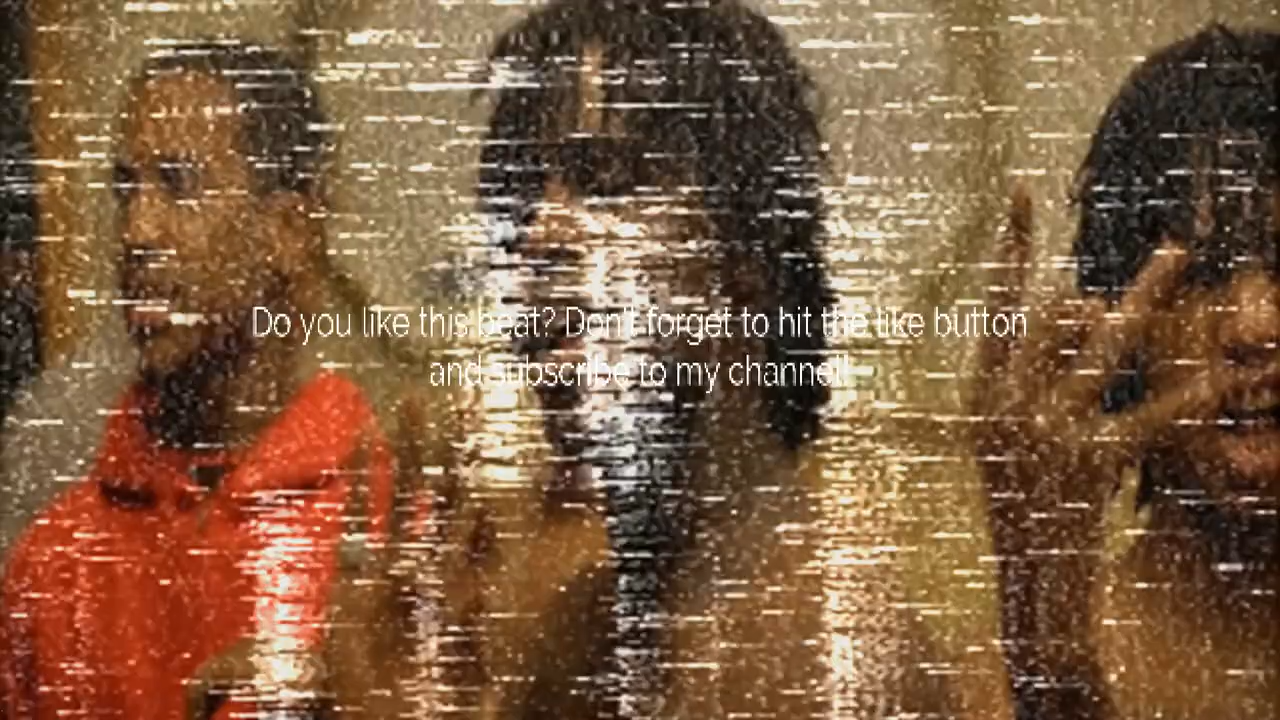 Do you like this beat? Don't forget to hit the like button
and subscribe to my channel!